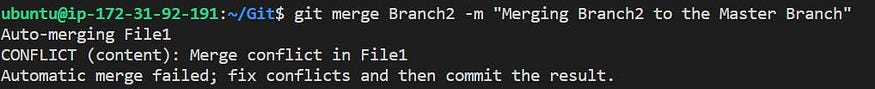 ubuntu@ip-172-31-92-191:~/Git$ git merge Branch2 -m "Merging Branch2 to the Master Branch"
Auto-merging File1
CONFLICT (content): Merge conflict in File1
Automatic merge failed; fix conflicts and then commit the result.